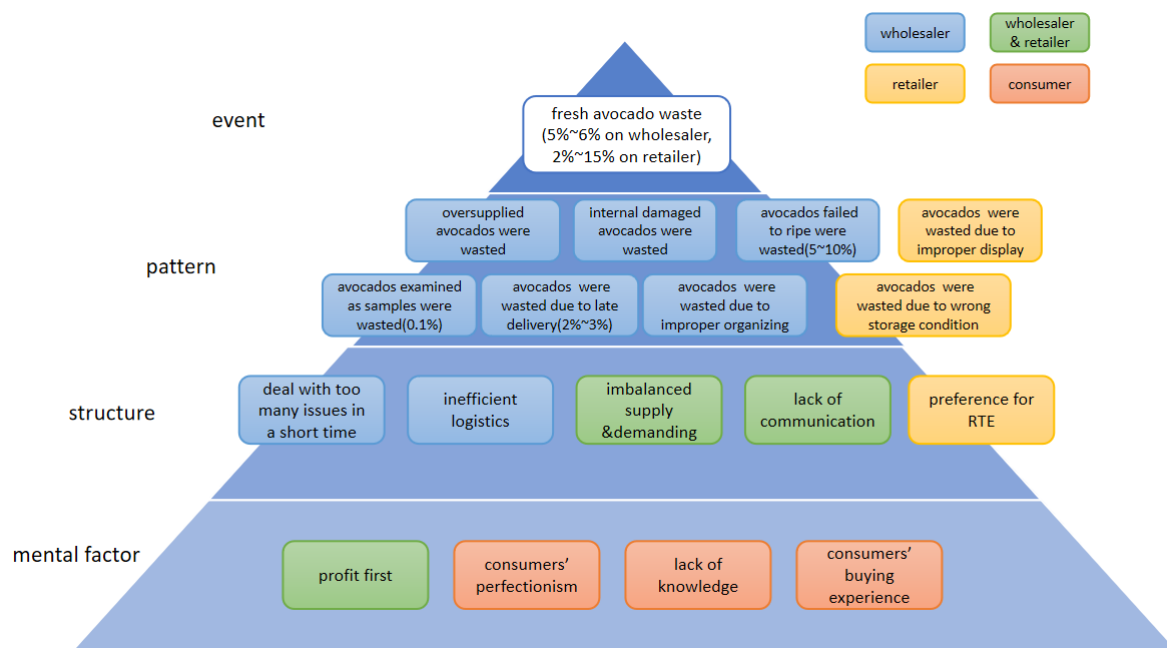 wholesaler
wholesaler
& retailer
retailer
consumer
event
fresh avocado waste
(5%~6% on wholesaler,
2%~15% on retailer)
pattern
oversupplied
avocados were
wasted
internal damaged
avocados were
wasted
avocados failed
to ripe were
wasted(5~10%)
avocados were
wasted due to
improper display
avocados examined
as samples were
wasted(0.1%)
avocados were
wasted due to late
delivery(2%~3%)
avocados were
wasted due to
improper organizing
avocados were
wasted due to wrong
storage condition
structure
deal with too
many issues in
a short time
inefficient
logistics
imbalanced
supply
&demanding
lack of
communication
preference for
RTE
mental factor
profit first
consumers’
perfectionism
lack of
knowledge
consumers’
buying
experience